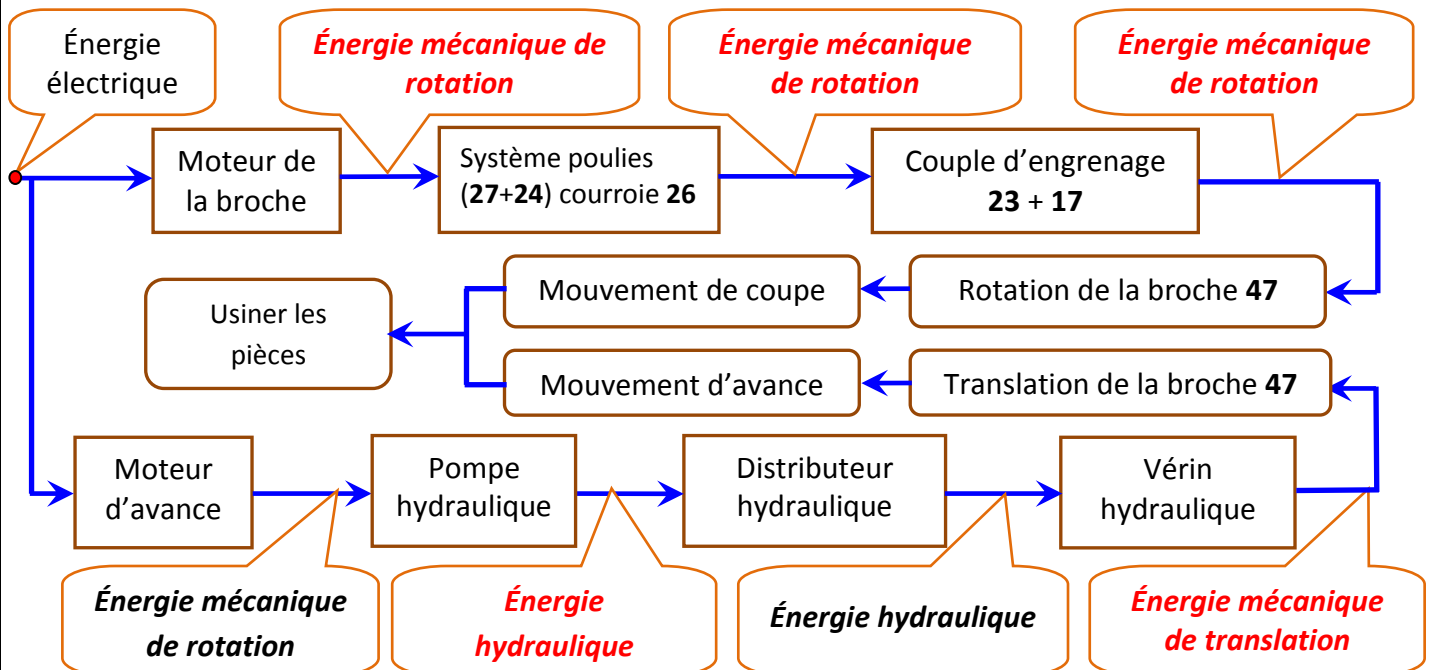 Énergie
électrique
Énergie mécanique de
rotation
Énergie mécanique
de rotation
Énergie mécanique
de rotation
Moteur de
la broche
Système poulies
(27+24) courroie 26
Couple d’engrenage
23 + 17
Usiner les
pièces
Mouvement de coupe
Rotation de la broche 47
Mouvement d’avance
Translation de la broche 47
Moteur
d’avance
Pompe
hydraulique
Distributeur
hydraulique
Vérin
hydraulique
Énergie mécanique
de rotation
Énergie
hydraulique
Énergie hydraulique
Énergie mécanique
de translation